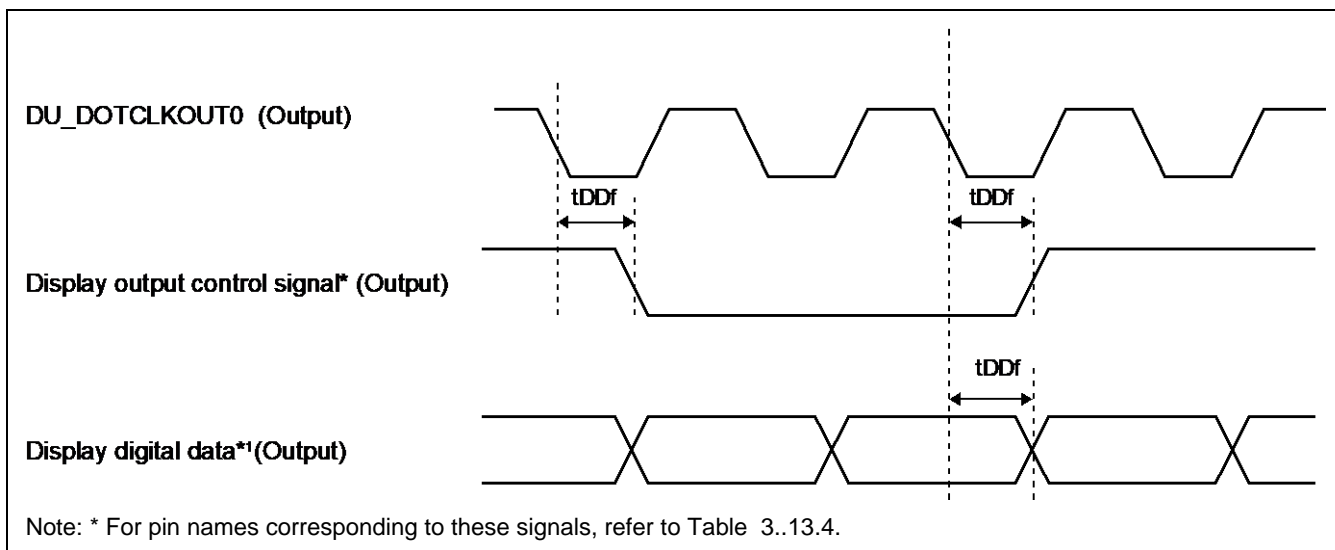 DU_DOTCLKOUT0 (Output)
tDDf
tDDf
Display output control signal* (Output)
tDDf
Display digital data*1(Output)
Note: * For pin names corresponding to these signals, refer to Table 3..13.4.